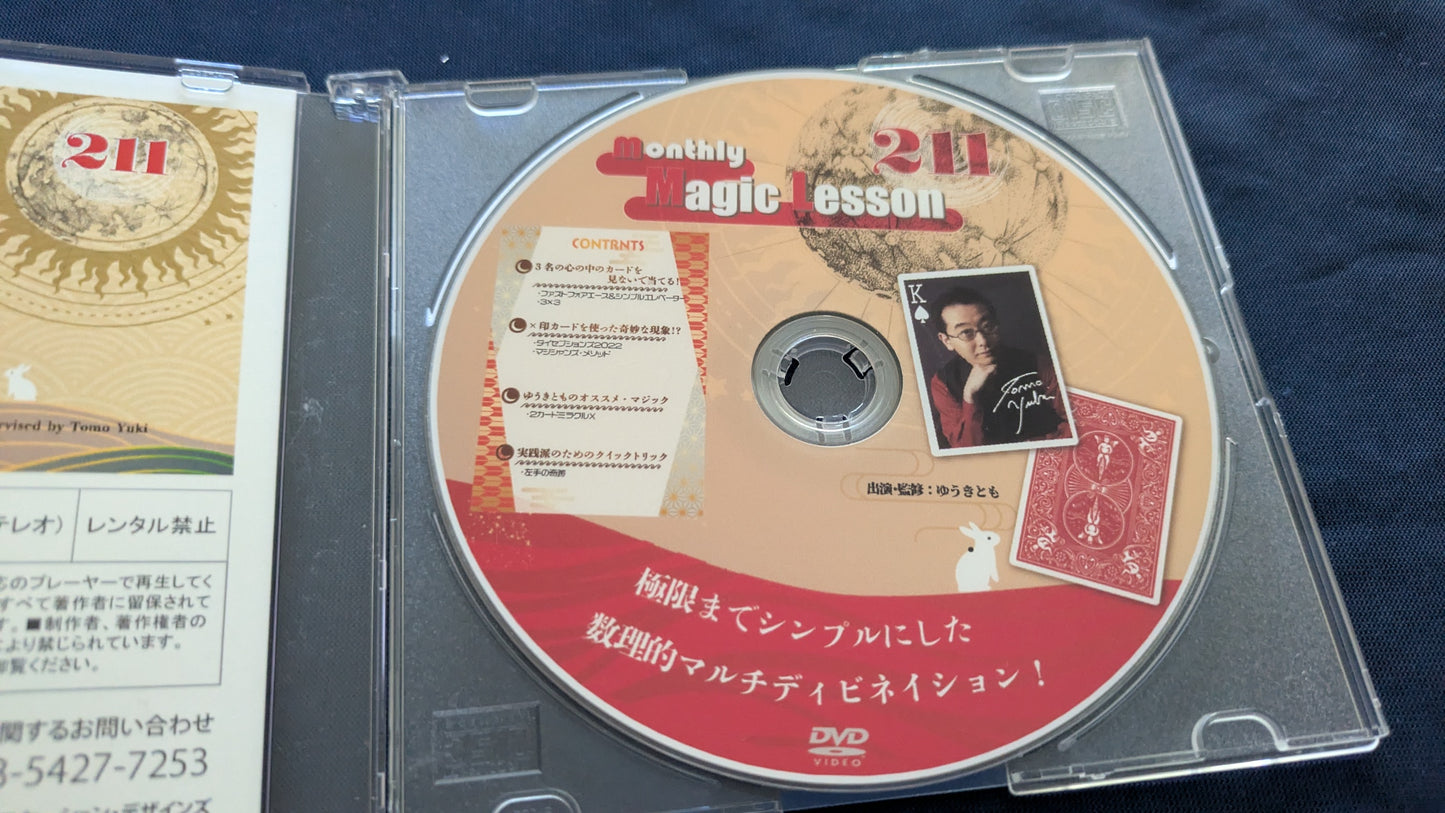 211
rvised by Tomo Yuki
テレオ)
レンタル禁止
応のプレーヤーで再生してく
すべて著作者に留保されて
す。■制作者、著作権者の
により禁じられています。
御覧ください。
関するお問い合わせ
3-5427-7253
Monthly
Magic Lesson
211
CONTRNTS
3名の心の中のカードを
見ないで当てる!
・ファストフォアエース&シンプルエレベーター
・3×3
×印カードを使った奇妙な現象!?
・ダイセプションズ2022
・マジシャンズ・メリッド
ゆうきとものオススメ・マジック
・2カードミラクルX
実践派のためのクイックトリック
・左手の奇善
K
Tomo
Yuki
出演・監修:ゆうきとも
極限までシンプルにした
数理的マルチディビネイション!
DVD
VIDEO